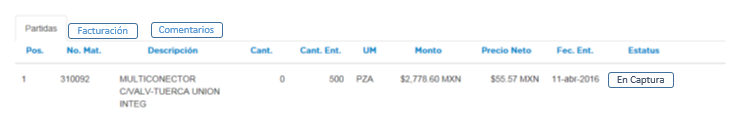 Partidas Facturación Comentarios
Pos. No. Mat. Descripción Cant. Cant. Ent. UM Monto Precio Neto Fec. Ent. Estatus
1 310092 MULTICONECTOR 0 500 PZA $2,778.60 MXN $55.57 MXN 11-abr-2016 En Captura
C/VALV-TUERCA UNION
INTEG